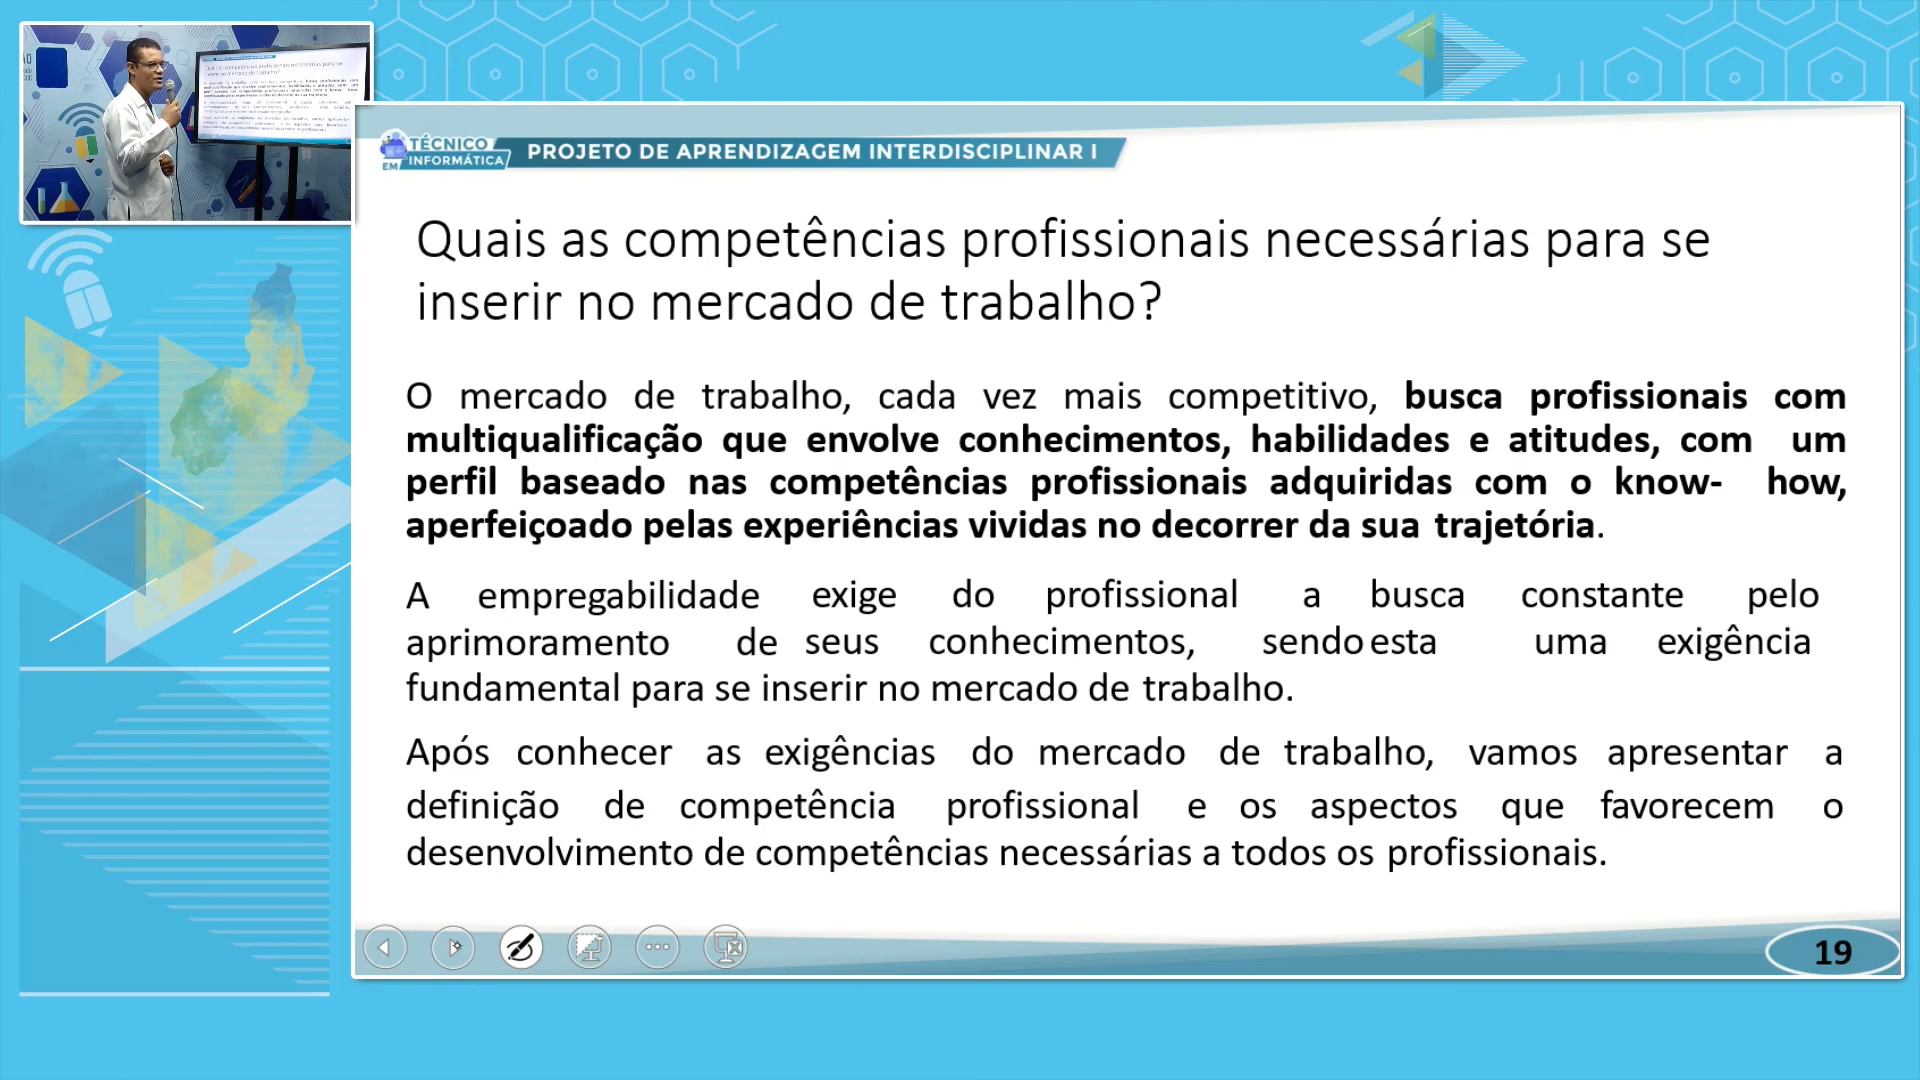 TÉCNICO
EM INFORMÁTICA
PROJETO DE APRENDIZAGEM INTERDISCIPLINAR I
Quais as competências profissionais necessárias para se
inserir no mercado de trabalho?
O mercado de trabalho, cada vez mais competitivo, busca profissionais com
multiqualificação que envolve conhecimentos, habilidades e atitudes, com um
perfil baseado nas competências profissionais adquiridas com o know- how,
aperfeiçoado pelas experiências vividas no decorrer da sua trajetória.
A empregabilidade exige do profissional a busca constante pelo
aprimoramento de seus conhecimentos, sendo esta uma exigência
fundamental para se inserir no mercado de trabalho.
Após conhecer as exigências do mercado de trabalho, vamos apresentar a
definição de competência profissional e os aspectos que favorecem o
desenvolvimento de competências necessárias a todos os profissionais.
19